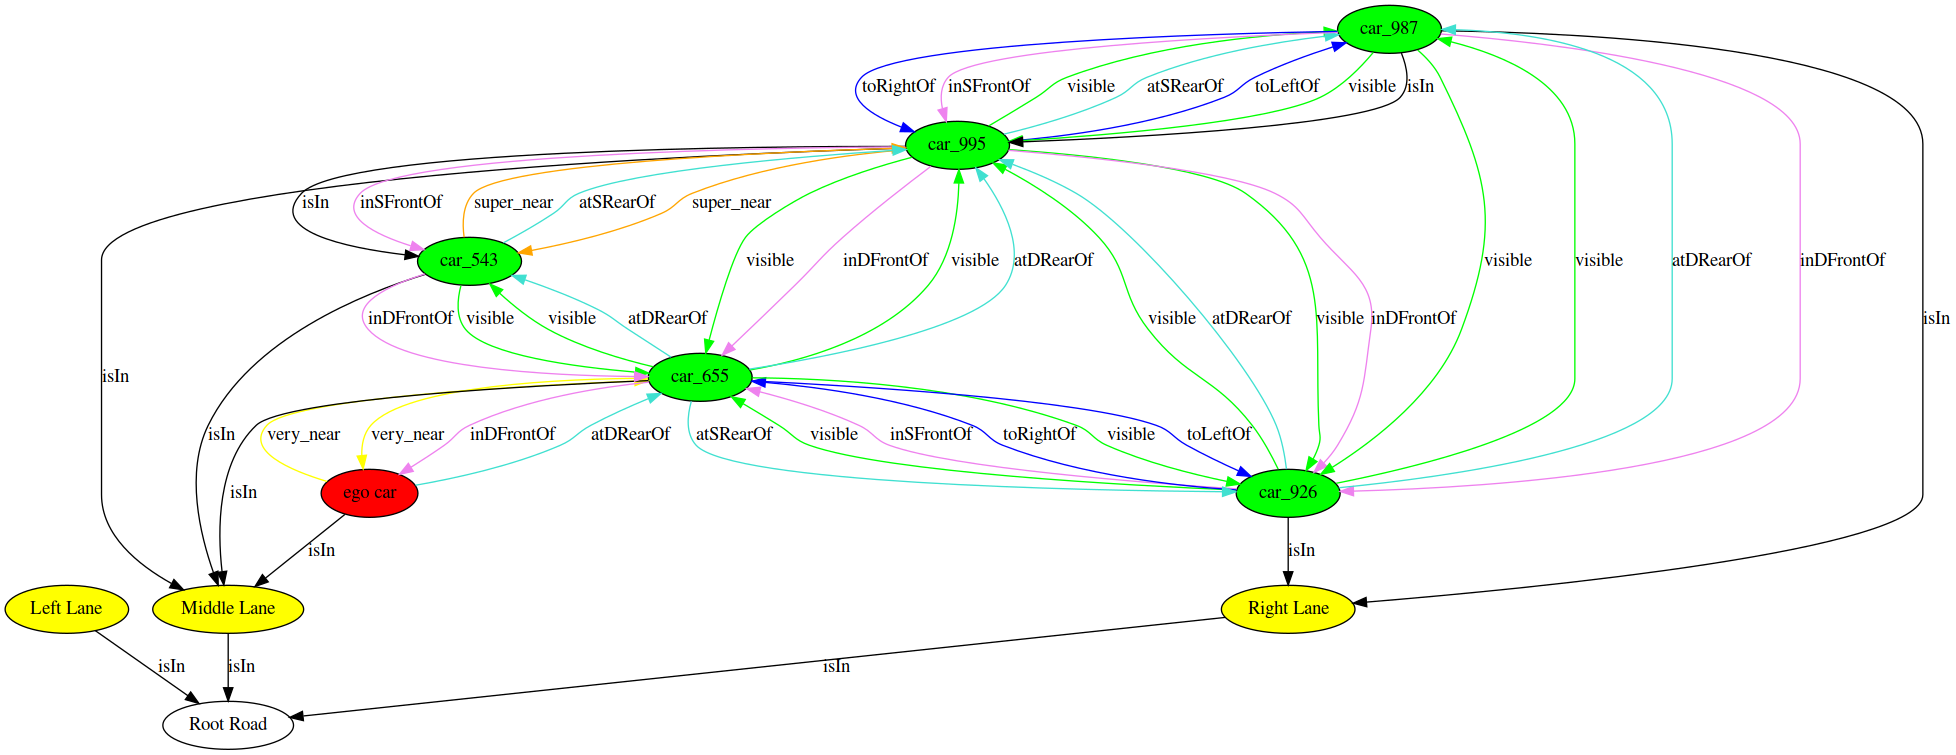 car_987
toRightOf
inSFrontOf
visible
atSRearOf
toLeftOf
visible
isIn
car_995
isIn
inSFrontOf
super_near
atSRearOf
super_near
car_543
visible
inDFrontOf
visible
atDRearOf
visible
isIn
visible
atDRearOf
inDFrontOf
inDFrontOf
visible
visible
atDRearOf
visible
atDRearOf
visible
inDFrontOf
isIn
isIn
car_655
isIn
very_near
very_near
inDFrontOf
atDRearOf
atSRearOf
visible
inSFrontOf
toRightOf
visible
toLeftOf
isIn
ego car
car_926
isIn
isIn
Left Lane
Middle Lane
Right Lane
isIn
isIn
isIn
Root Road